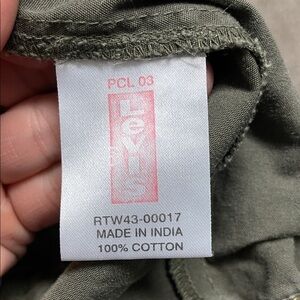 PCL 03
Levi's
RTW43-00017
MADE IN INDIA
100% COTTON